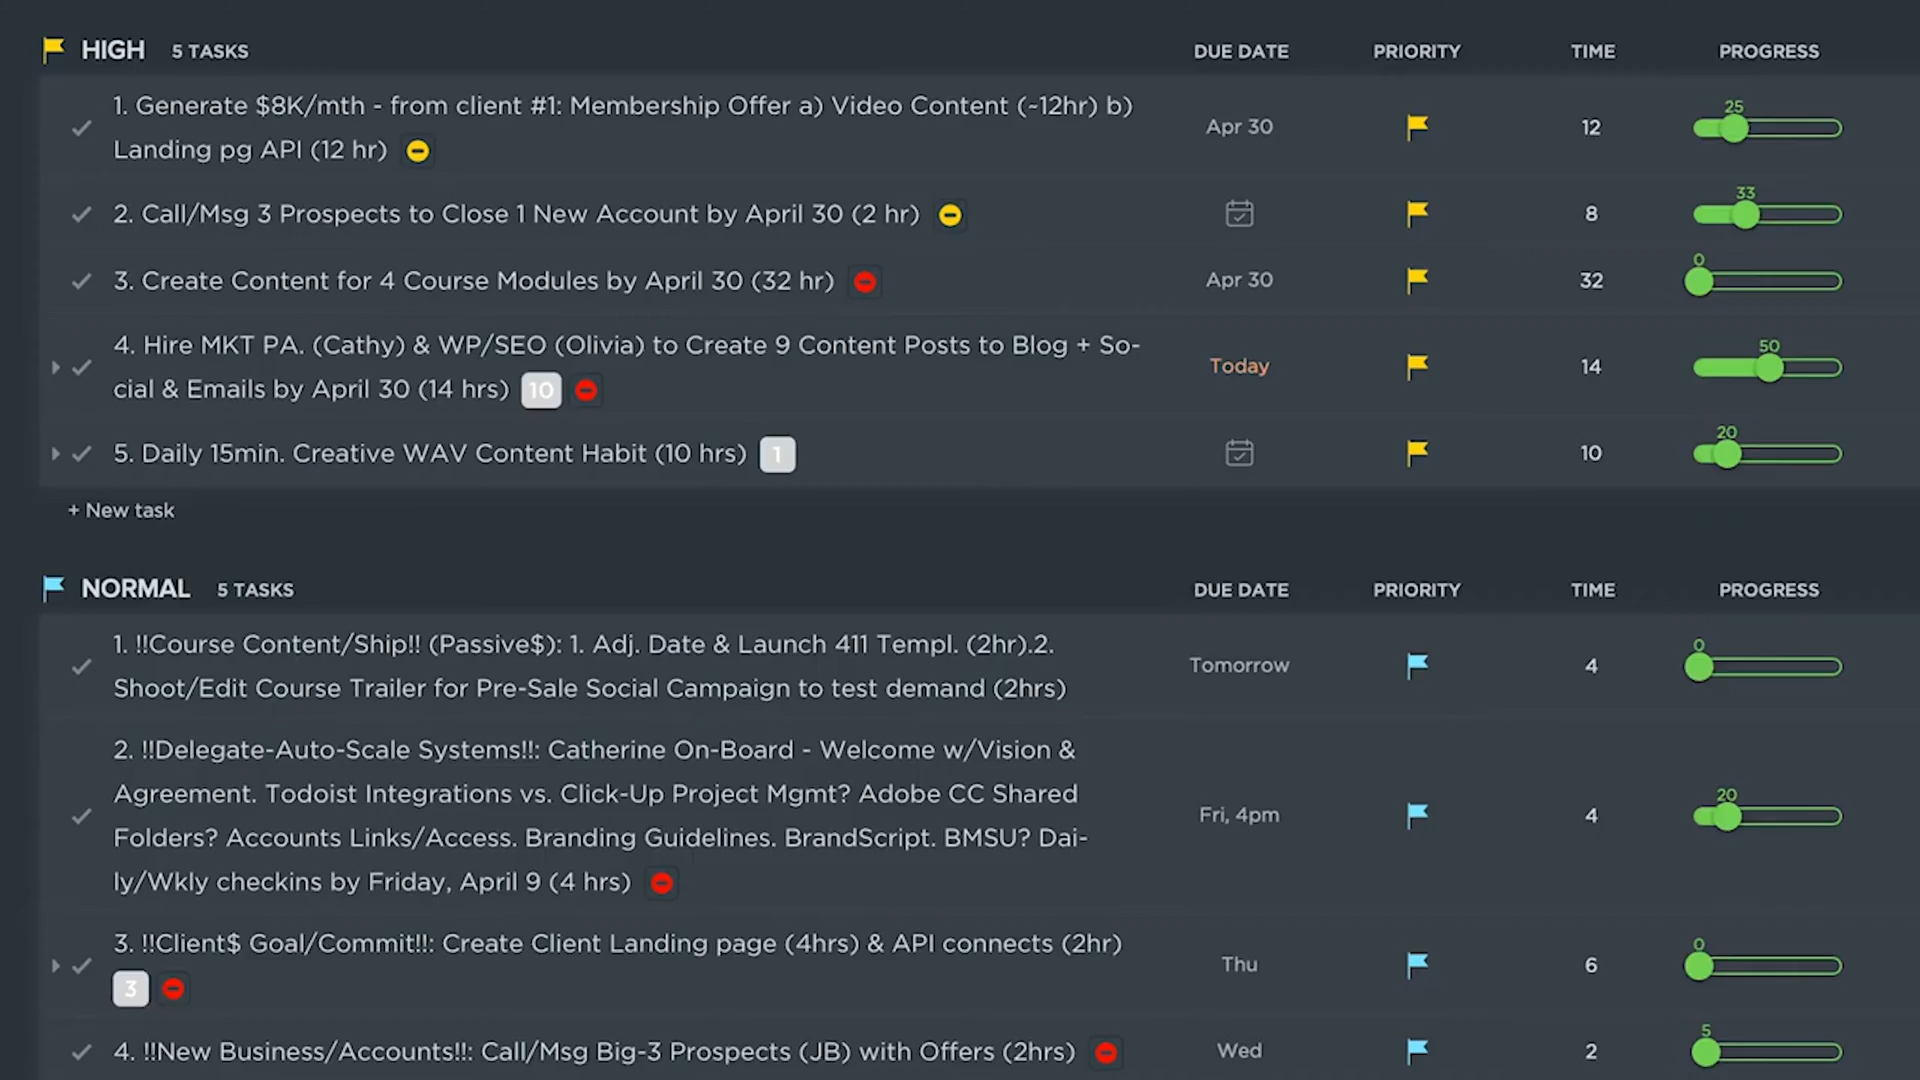 HIGH 5 TASKS DUE DATE PRIORITY TIME PROGRESS
1. Generate $8K/mth - from client #1: Membership Offer a) Video Content (~12hr) b)
Landing pg API (12 hr)
Apr 30 12 25
2. Call/Msg 3 Prospects to Close 1 New Account by April 30 (2 hr) 8 33
3. Create Content for 4 Course Modules by April 30 (32 hr) Apr 30 32 0
4. Hire MKT PA. (Cathy) & WP/SEO (Olivia) to Create 9 Content Posts to Blog + So-
cial & Emails by April 30 (14 hrs) 10
Today 14 50
5. Daily 15min. Creative WAV Content Habit (10 hrs) 1 10 20
+ New task
NORMAL 5 TASKS DUE DATE PRIORITY TIME PROGRESS
1. !!Course Content/Ship!! (Passive$): 1. Adj. Date & Launch 411 Templ. (2hr).2.
Shoot/Edit Course Trailer for Pre-Sale Social Campaign to test demand (2hrs)
Tomorrow 4 0
2. !!Delegate-Auto-Scale Systems!!: Catherine On-Board - Welcome w/Vision &
Agreement. Todoist Integrations vs. Click-Up Project Mgmt? Adobe CC Shared
Folders? Accounts Links/Access. Branding Guidelines. BrandScript. BMSU? Dai-
ly/Wkly checkins by Friday, April 9 (4 hrs)
Fri, 4pm 4 20
3. !!Client$ Goal/Commit!!: Create Client Landing page (4hrs) & API connects (2hr)
3
Thu 6 0
4. !!New Business/Accounts!!: Call/Msg Big-3 Prospects (JB) with Offers (2hrs) Wed 2 5